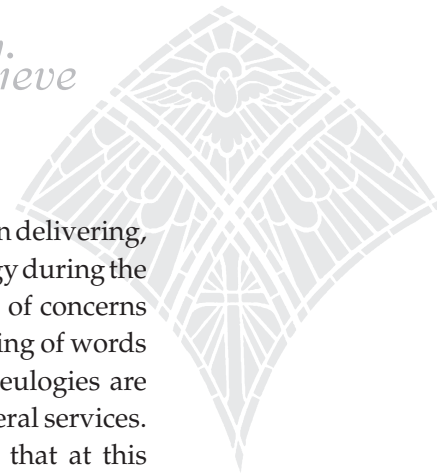 lieve
n delivering,
gy during the
of concerns
ing of words
eulogies are
eral services.
that at this